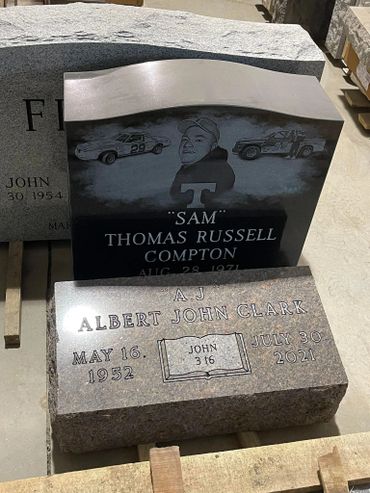 F
JOHN
30, 1954
29
T
"SAM"
THOMAS RUSSELL
COMPTON
AUG. 28, 1971
A J
ALBERT JOHN CLARK
MAY 16,
1952
JOHN
3 16
JULY 30
2021